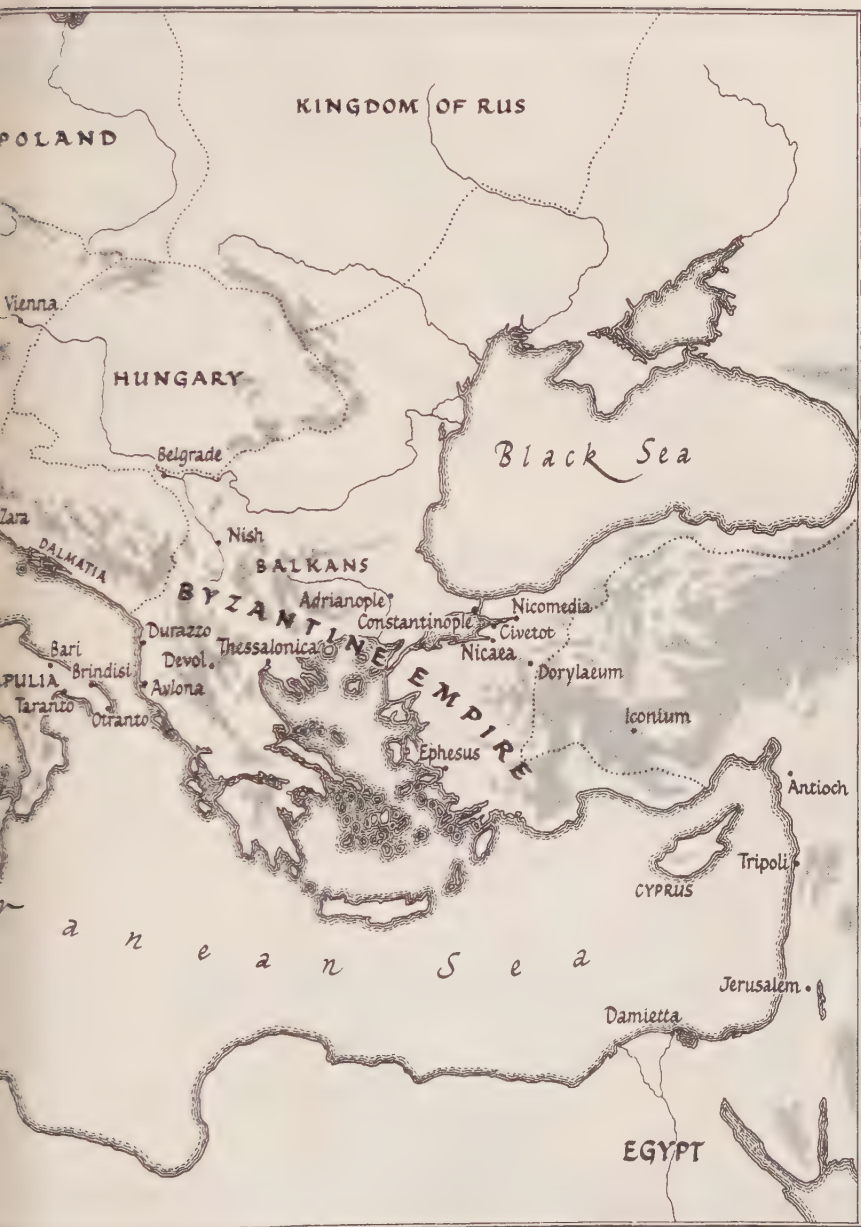 KINGDOM OF RUS
POLAND
Vienna
HUNGARY
Belgrade
Black Sea
Zara
DALMATIA
Nish
BALKANS
BYZANTINE EMPIRE
Adrianople
Constantinople
Nicomedia
Civetot
Nicaea
Durazzo
Thessalonica
Devol
Dorylaeum
Bari
Brindisi
APULIA
Avlona
Taranto
Otranto
Iconium
Ephesus
Antioch
Tripoli
CYPRUS
r a n e a n Sea
Jerusalem
Damietta
EGYPT